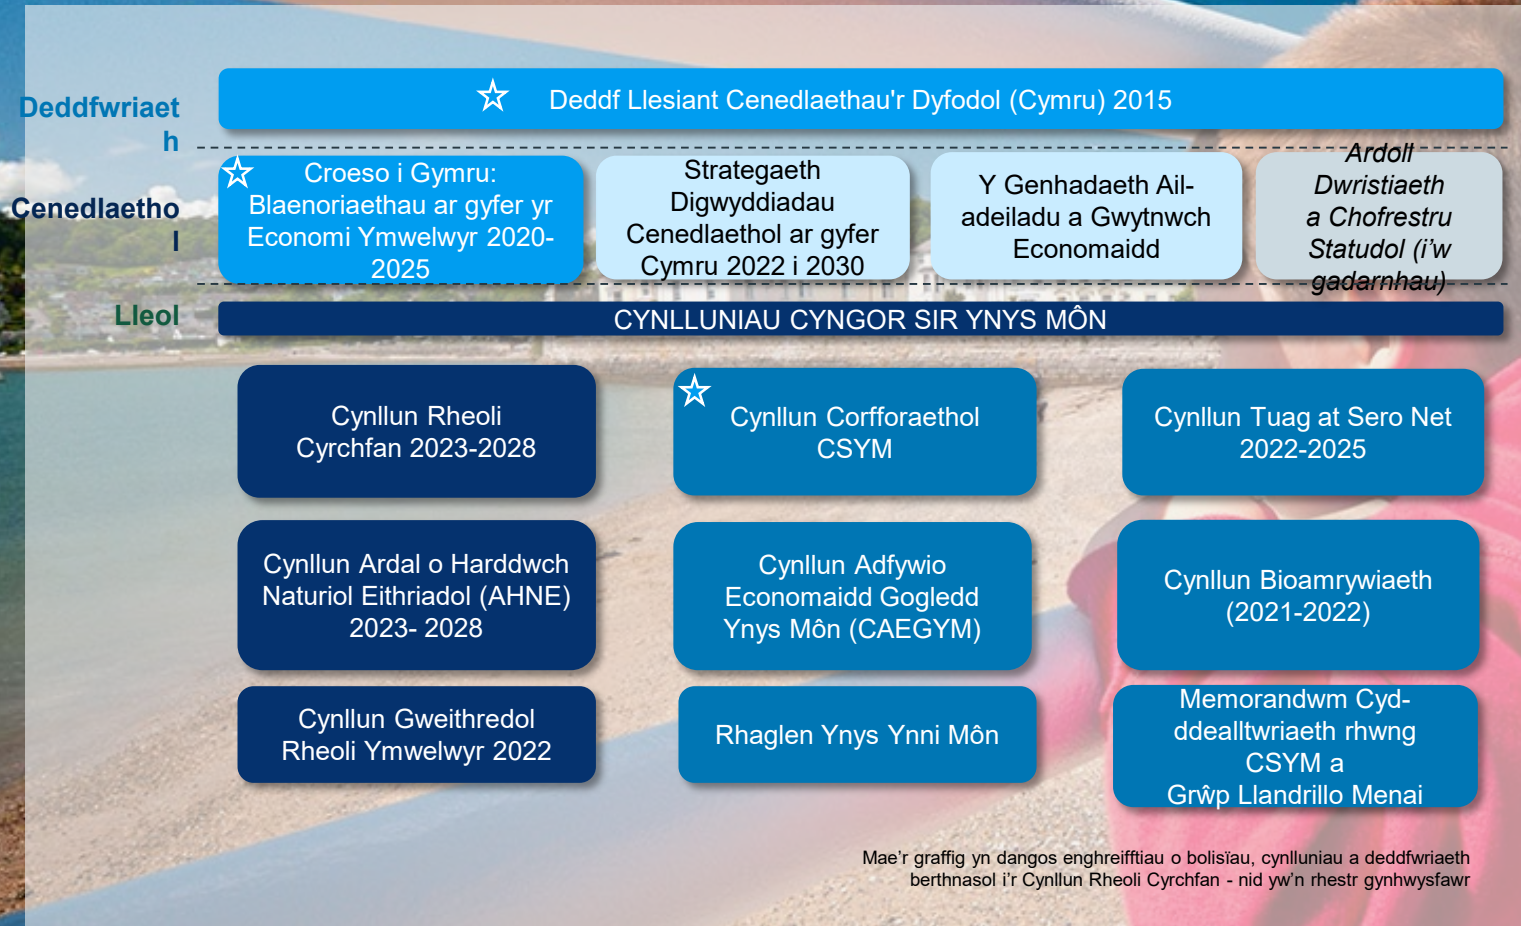 Deddfwriaet
h
Deddf Llesiant Cenedlaethau'r Dyfodol (Cymru) 2015
Cenedlaetho
l
Croeso i Gymru:
Blaenoriaethau ar gyfer yr
Economi Ymwelwyr 2020-
2025
Strategaeth
Digwyddiadau
Cenedlaethol ar gyfer
Cymru 2022 i 2030
Y Genhadaeth Ail-
adeiladu a Gwytnwch
Economaidd
Ardoll
Dwristiaeth
a Chofrestru
Statudol (i'w
gadarnhau)
Lleol
CYNLLUNIAU CYNGOR SIR YNYS MÔN
Cynllun Rheoli
Cyrchfan 2023-2028
Cynllun Corfforaethol
CSYM
Cynllun Tuag at Sero Net
2022-2025
Cynllun Ardal o Harddwch
Naturiol Eithriadol (AHNE)
2023- 2028
Cynllun Adfywio
Economaidd Gogledd
Ynys Môn (CAEGYM)
Cynllun Bioamrywiaeth
(2021-2022)
Cynllun Gweithredol
Rheoli Ymwelwyr 2022
Rhaglen Ynys Ynni Môn
Memorandwm Cyd-
ddealltwriaeth rhwng
CSYM a
Grŵp Llandrillo Menai
Mae'r graffig yn dangos enghreifftiau o bolisïau, cynlluniau a deddfwriaeth
berthnasol i'r Cynllun Rheoli Cyrchfan - nid yw'n rhestr gynhwysfawr